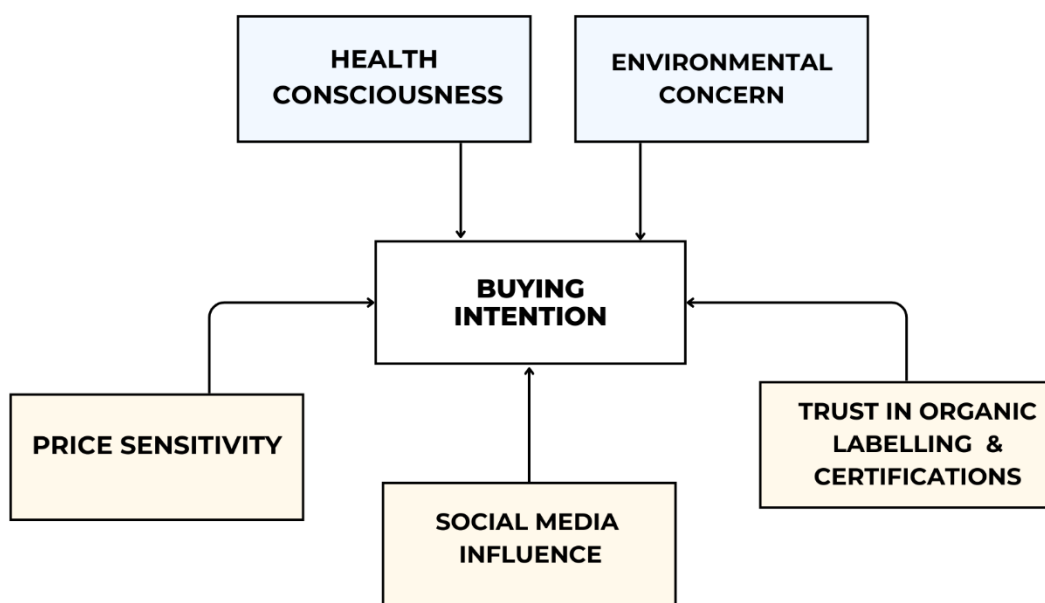 HEALTH
CONSCIOUSNESS
ENVIRONMENTAL
CONCERN
BUYING
INTENTION
PRICE SENSITIVITY
TRUST IN ORGANIC
LABELLING &
CERTIFICATIONS
SOCIAL MEDIA
INFLUENCE